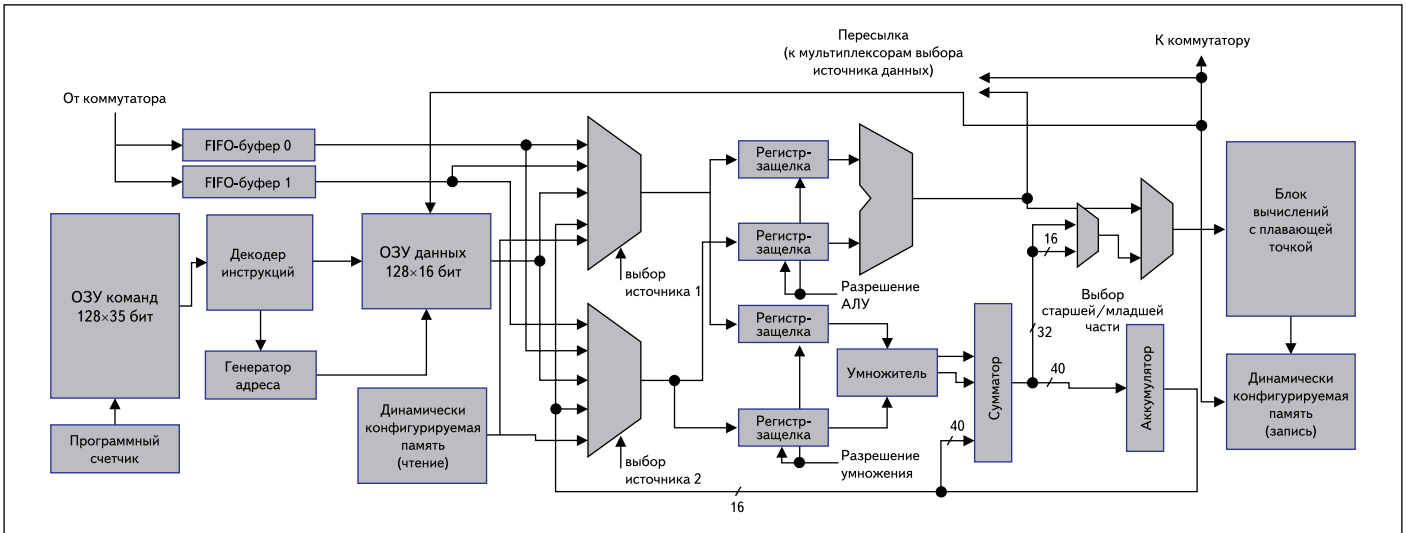 Пересылка
(к мультиплексорам выбора
источника данных)
К коммутатору
От коммутатора
FIFO-буфер 0
FIFO-буфер 1
ОЗУ команд
128×35 бит
Декодер
инструкций
ОЗУ данных
128×16 бит
Генератор
адреса
Программный
счетчик
Динамически
конфигурируемая
память
(чтение)
выбор
источника 1
выбор
источника 2
Регистр-
защелка
Регистр-
защелка
Разрешение
АЛУ
Регистр-
защелка
Умножитель
Регистр-
защелка
Разрешение
умножения
Сумматор
16
Выбор
старшей/младшей
части
32
40
40
16
Аккумулятор
Блок
вычислений
с плавающей
точкой
Динамически
конфигурируемая
память
(запись)